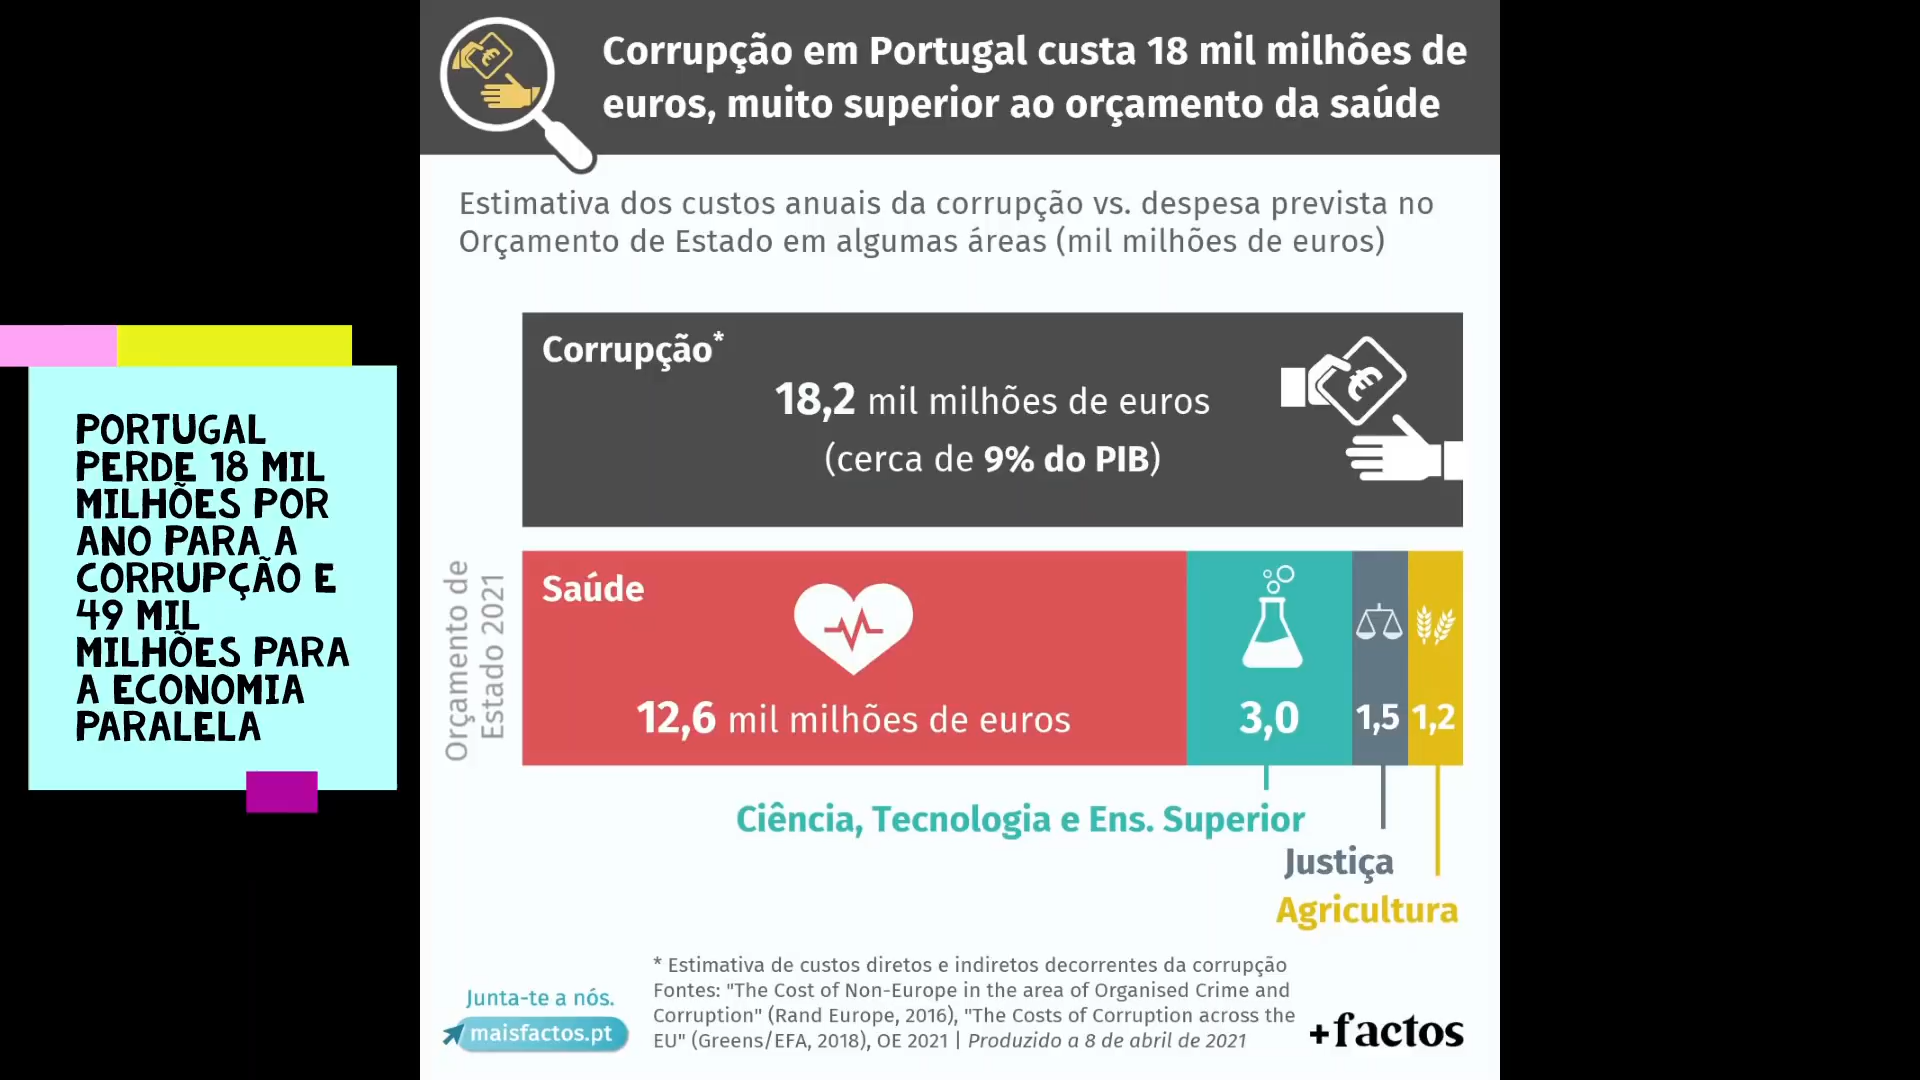 Corrupção em Portugal custa 18 mil milhões de
euros, muito superior ao orçamento da saúde
Estimativa dos custos anuais da corrupção vs. despesa prevista no
Orçamento de Estado em algumas áreas (mil milhões de euros)
PORTUGAL
PERDE 18 MIL
MILHÕES POR
ANO PARA A
CORRUPÇÃO E
49 MIL
MILHÕES PARA
A ECONOMIA
PARALELA
Corrupção*
18,2 mil milhões de euros
(cerca de 9% do PIB)
Orçamento de
Estado 2021
Saúde
12,6 mil milhões de euros
3,0
1,5
1,2
Ciência, Tecnologia e Ens. Superior
Justiça
Agricultura
* Estimativa de custos diretos e indiretos decorrentes da corrupção
Fontes: "The Cost of Non-Europe in the area of Organised Crime and
Corruption" (Rand Europe, 2016), "The Costs of Corruption across the
EU" (Greens/EFA, 2018), OE 2021 | Produzido a 8 de abril de 2021
Junta-te a nós.
maisfactos.pt
+factos